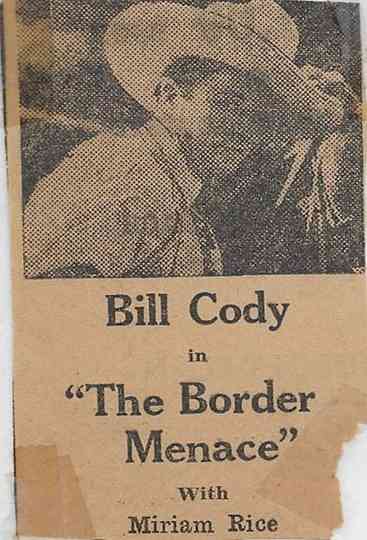 Bill Cody
in
“The Border
Menace”
With
Miriam Rice